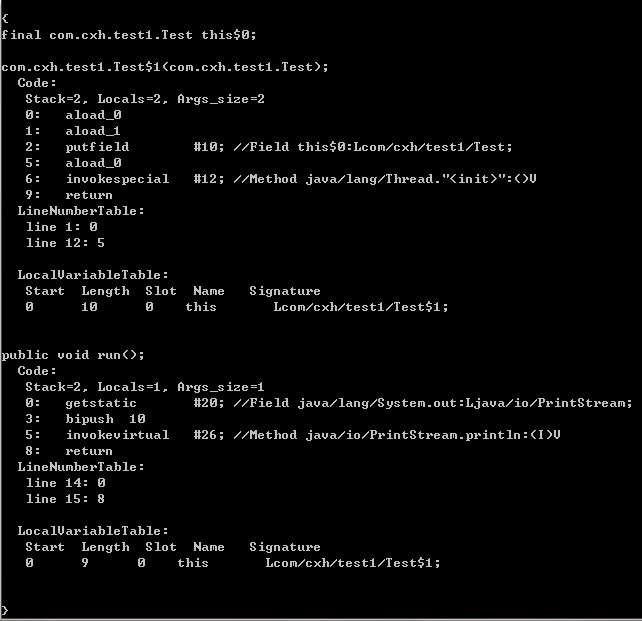 {
final com.cxh.test1.Test this$0;
com.cxh.test1.Test$1(com.cxh.test1.Test);
Code:
Stack=2, Locals=2, Args_size=2
0: aload_0
1: aload_1
2: putfield #10; //Field this$0:Lcom/cxh/test1/Test;
5: aload_0
6: invokespecial #12; //Method java/lang/Thread."<init>":()V
9: return
LineNumberTable:
line 1: 0
line 12: 5
LocalVariableTable:
Start Length Slot Name Signature
0 10 0 this Lcom/cxh/test1/Test$1;
public void run();
Code:
Stack=2, Locals=1, Args_size=1
0: getstatic #20; //Field java/lang/System.out:Ljava/io/PrintStream;
3: bipush 10
5: invokevirtual #26; //Method java/io/PrintStream.println:(I)V
8: return
LineNumberTable:
line 14: 0
line 15: 8
LocalVariableTable:
Start Length Slot Name Signature
0 9 0 this Lcom/cxh/test1/Test$1;
}